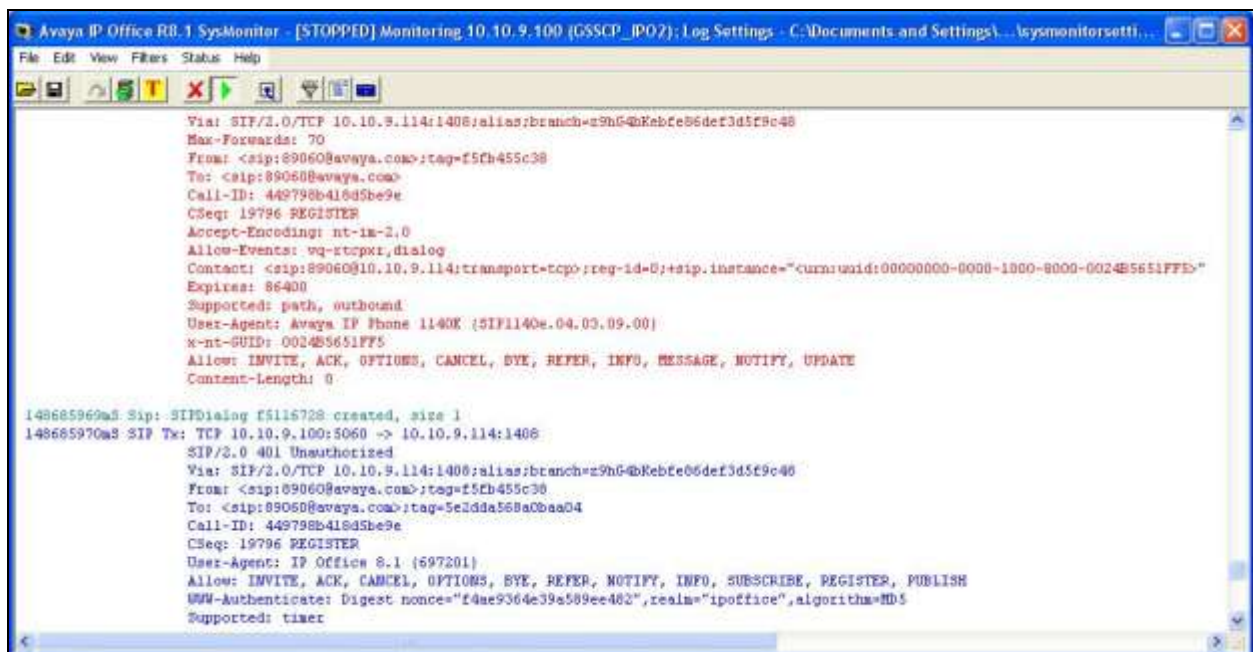 Avaya IP Office R8.1 SysMonitor - [STOPPED] Monitoring 10.10.9.100 (GSSCP_IPO2); Log Settings - C:\Documents and Settings\...\sysmonitorsetti...
File Edit View Filters Status Help
T
Via: SIP/2.0/TCP 10.10.9.114:1408;alias;branch=z9hG4bKebfe86def3d5f9c48
Max-Forwards: 70
From: <sip:89060@avaya.com>;tag=f5fb455c38
To: <sip:89060@avaya.com>
Call-ID: 449798b418d5be9e
CSeq: 19796 REGISTER
Accept-Encoding: nt-im-2.0
Allow-Events: vq-rtcpxr,dialog
Contact: <sip:89060@10.10.9.114;transport=tcp>;reg-id=0;+sip.instance="<urn:uuid:00000000-0000-1000-8000-0024B5651FF5>"
Expires: 86400
Supported: path, outbound
User-Agent: Avaya IP Phone 1140E (SIP1140e.04.03.09.00)
x-nt-GUID: 0024B5651FF5
Allow: INVITE, ACK, OPTIONS, CANCEL, BYE, REFER, INFO, MESSAGE, NOTIFY, UPDATE
Content-Length: 0
148685969mS Sip: SIPDialog f5116728 created, size 1
148685970mS SIP Tx: TCP 10.10.9.100:5060 -> 10.10.9.114:1408
SIP/2.0 401 Unauthorized
Via: SIP/2.0/TCP 10.10.9.114:1408;alias;branch=z9hG4bKebfe86def3d5f9c48
From: <sip:89060@avaya.com>;tag=f5fb455c38
To: <sip:89060@avaya.com>;tag=5e2dda568a0baa04
Call-ID: 449798b418d5be9e
CSeq: 19796 REGISTER
User-Agent: IP Office 8.1 (697201)
Allow: INVITE, ACK, CANCEL, OPTIONS, BYE, REFER, NOTIFY, INFO, SUBSCRIBE, REGISTER, PUBLISH
WWW-Authenticate: Digest nonce="f4ae9364e39a589ee482",realm="ipoffice",algorithm=MD5
Supported: timer